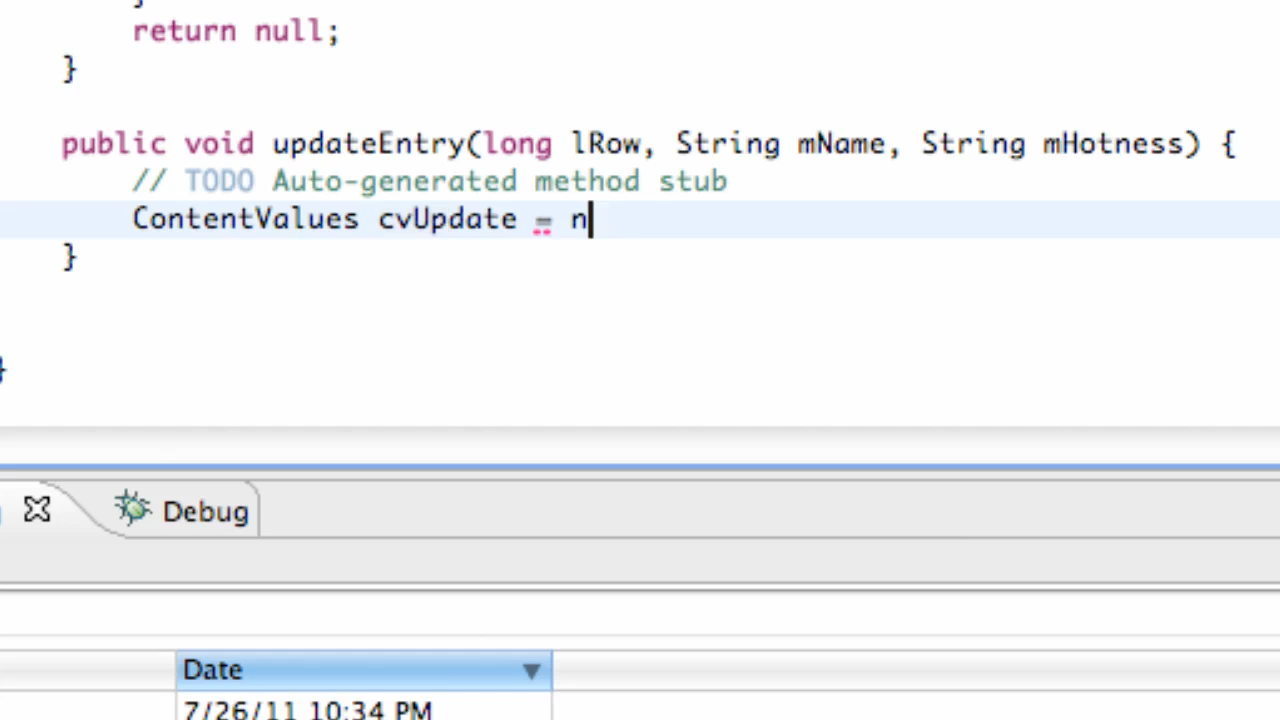 }
return null;
}
public void updateEntry(long lRow, String mName, String mHotness) {
// TODO Auto-generated method stub
ContentValues cvUpdate = n
}
}
Debug
Date
7/26/11 10:34 PM